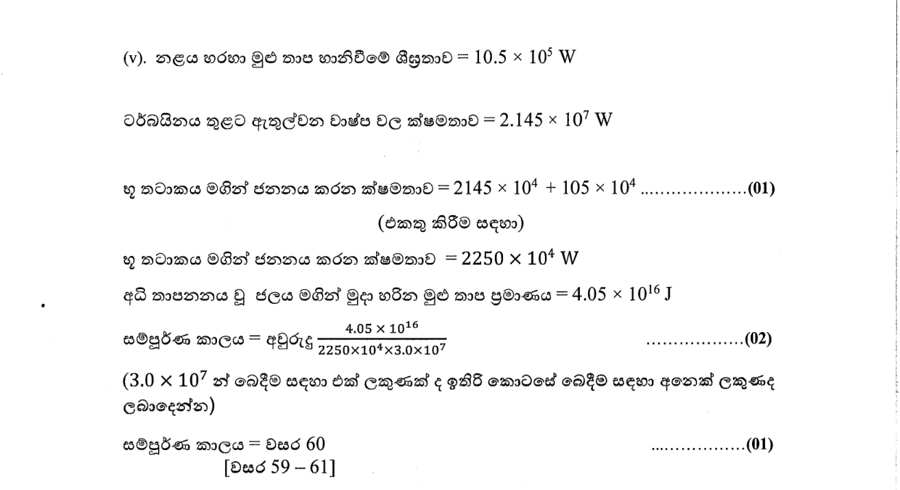 (v). නළය හරහා මුළු තාප හානිවීමේ ශීඝ්‍රතාව = 10.5 × 10⁵ W
ටර්බයිනය තුළට ඇතුල්වන වාෂ්ප වල ක්ෂමතාව = 2.145 × 10⁷ W
භූ තටාකය මගින් ජනනය කරන ක්ෂමතාව = 2145 × 10⁴ + 105 × 10⁴ .....................(01)
(එකතු කිරීම සඳහා)
භූ තටාකය මගින් ජනනය කරන ක්ෂමතාව = 2250 × 10⁴ W
අධි තාපනනය වූ ජලය මගින් මුදා හරින මුළු තාප ප්‍රමාණය = 4.05 × 10¹⁶ J
සම්පූර්ණ කාලය = අවුරුදු (4.05 × 10¹⁶)/(2250×10⁴×3.0×10⁷) ..................(02)
(3.0 × 10⁷ න් බෙදීම සඳහා එක් ලකුණක් ද ඉතිරි කොටසේ බෙදීම සඳහා අනෙක් ලකුණද
ලබාදෙන්න)
සම්පූර්ණ කාලය = වසර 60 ..................(01)
[වසර 59 – 61]